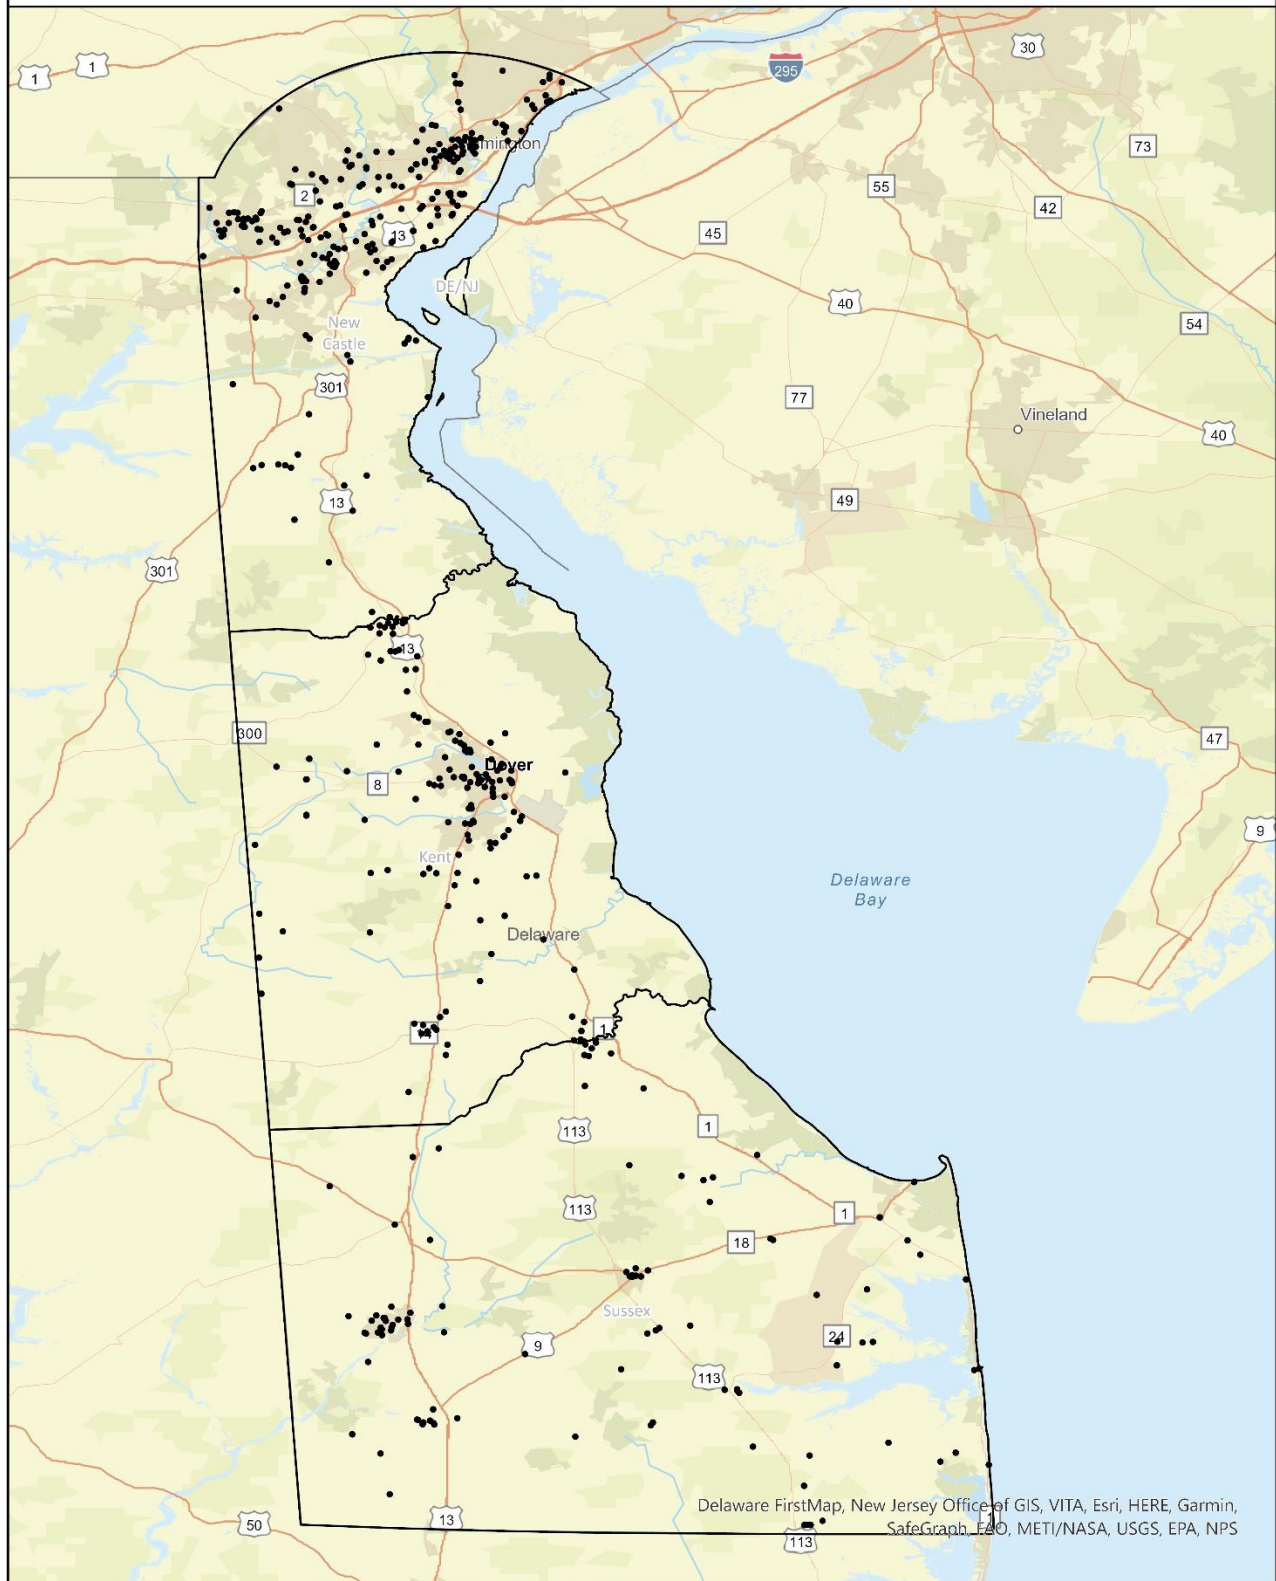 1
1
295
30
mington
73
2
55
42
13
45
DE/NJ
40
54
New
Castle
301
77
Vineland
40
13
49
301
13
300
47
Dover
8
9
Kent
Delaware
Bay
Delaware
1
113
1
113
1
18
Sussex
24
9
113
Delaware FirstMap, New Jersey Office of GIS, VITA, Esri, HERE, Garmin,
SafeGraph, FAO, METI/NASA, USGS, EPA, NPS
50
13
113
1